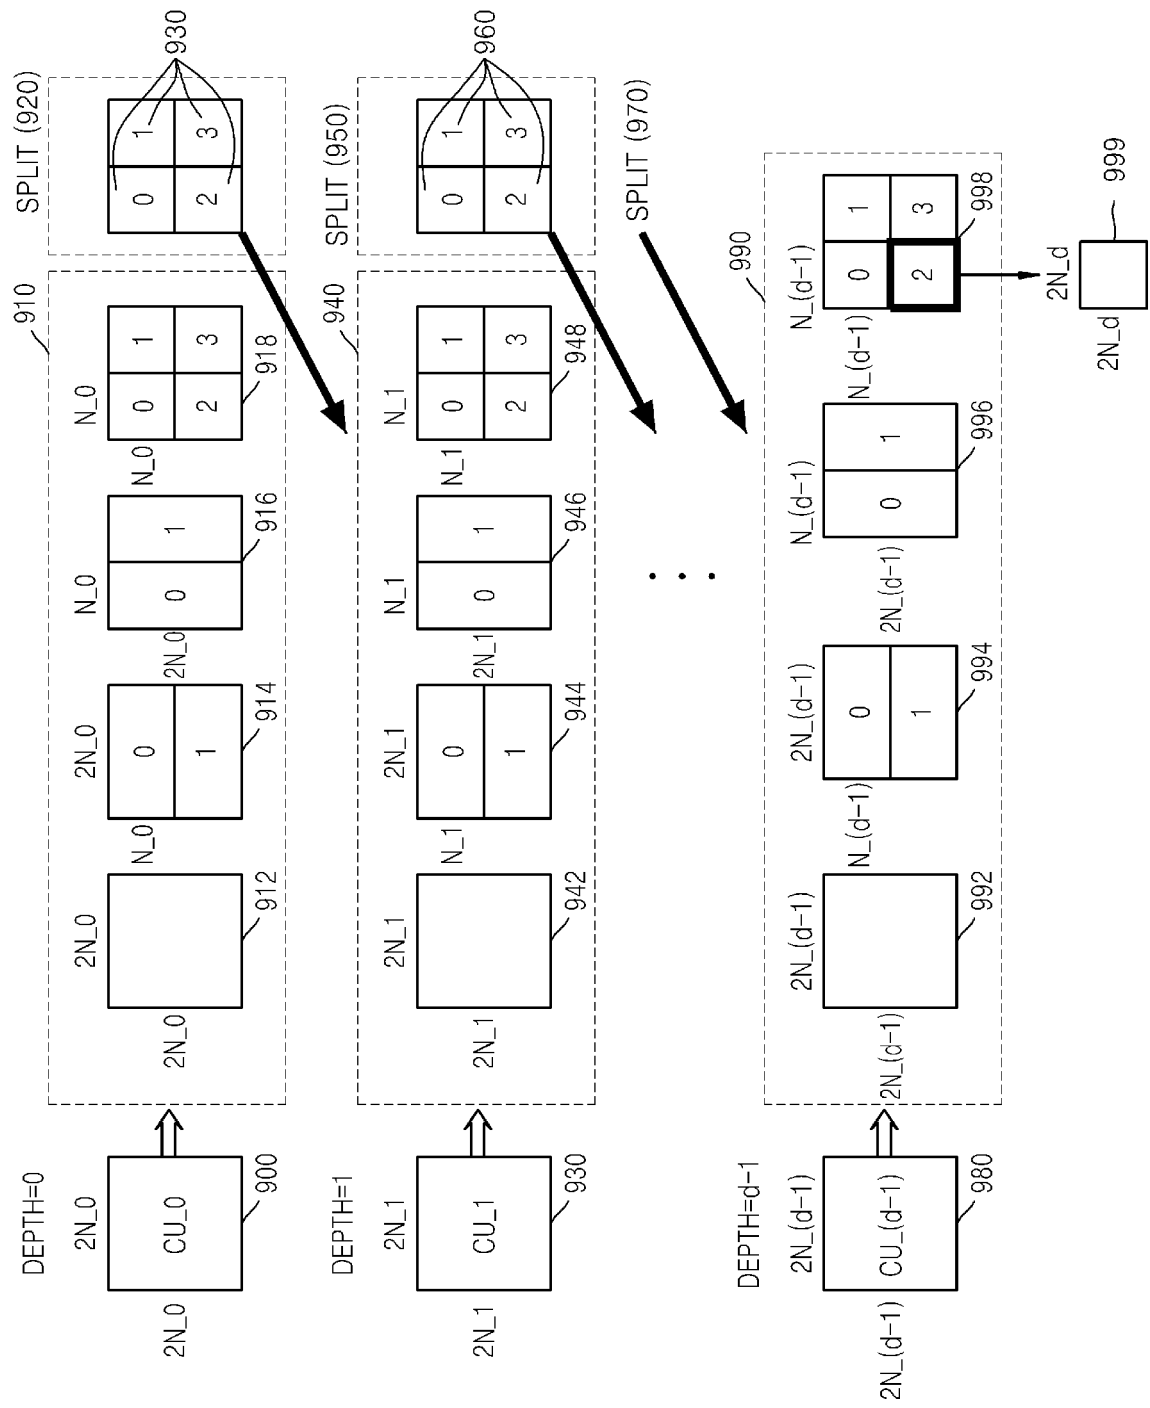 DEPTH=0
2N_0
2N_0
CU_0
900
910
2N_0
2N_0
912
2N_0
N_0
0
1
914
N_0
2N_0
0
1
916
N_0
N_0
0
1
2
3
918
SPLIT (920)
0
1
2
3
930
DEPTH=1
2N_1
2N_1
CU_1
930
940
2N_1
2N_1
942
2N_1
N_1
0
1
944
N_1
2N_1
0
1
946
N_1
N_1
0
1
2
3
948
SPLIT (950)
0
1
2
3
960
SPLIT (970)
. . .
DEPTH=d-1
2N_(d-1)
2N_(d-1)
CU_(d-1)
980
990
2N_(d-1)
2N_(d-1)
992
2N_(d-1)
N_(d-1)
0
1
994
N_(d-1)
2N_(d-1)
0
1
996
N_(d-1)
N_(d-1)
0
1
2
3
998
2N_d
2N_d
999